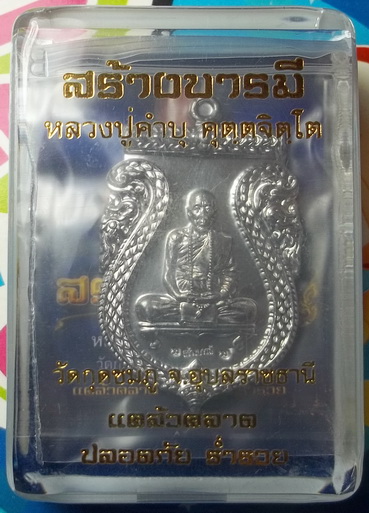 สร้างบารมี
หลวงปู่คำบุ คุตฺตจิตฺโต
วัดกุดชมภู จ.อุบลราชธานี
แคล้วคลาด
ปลอดภัย ร่ำรวย